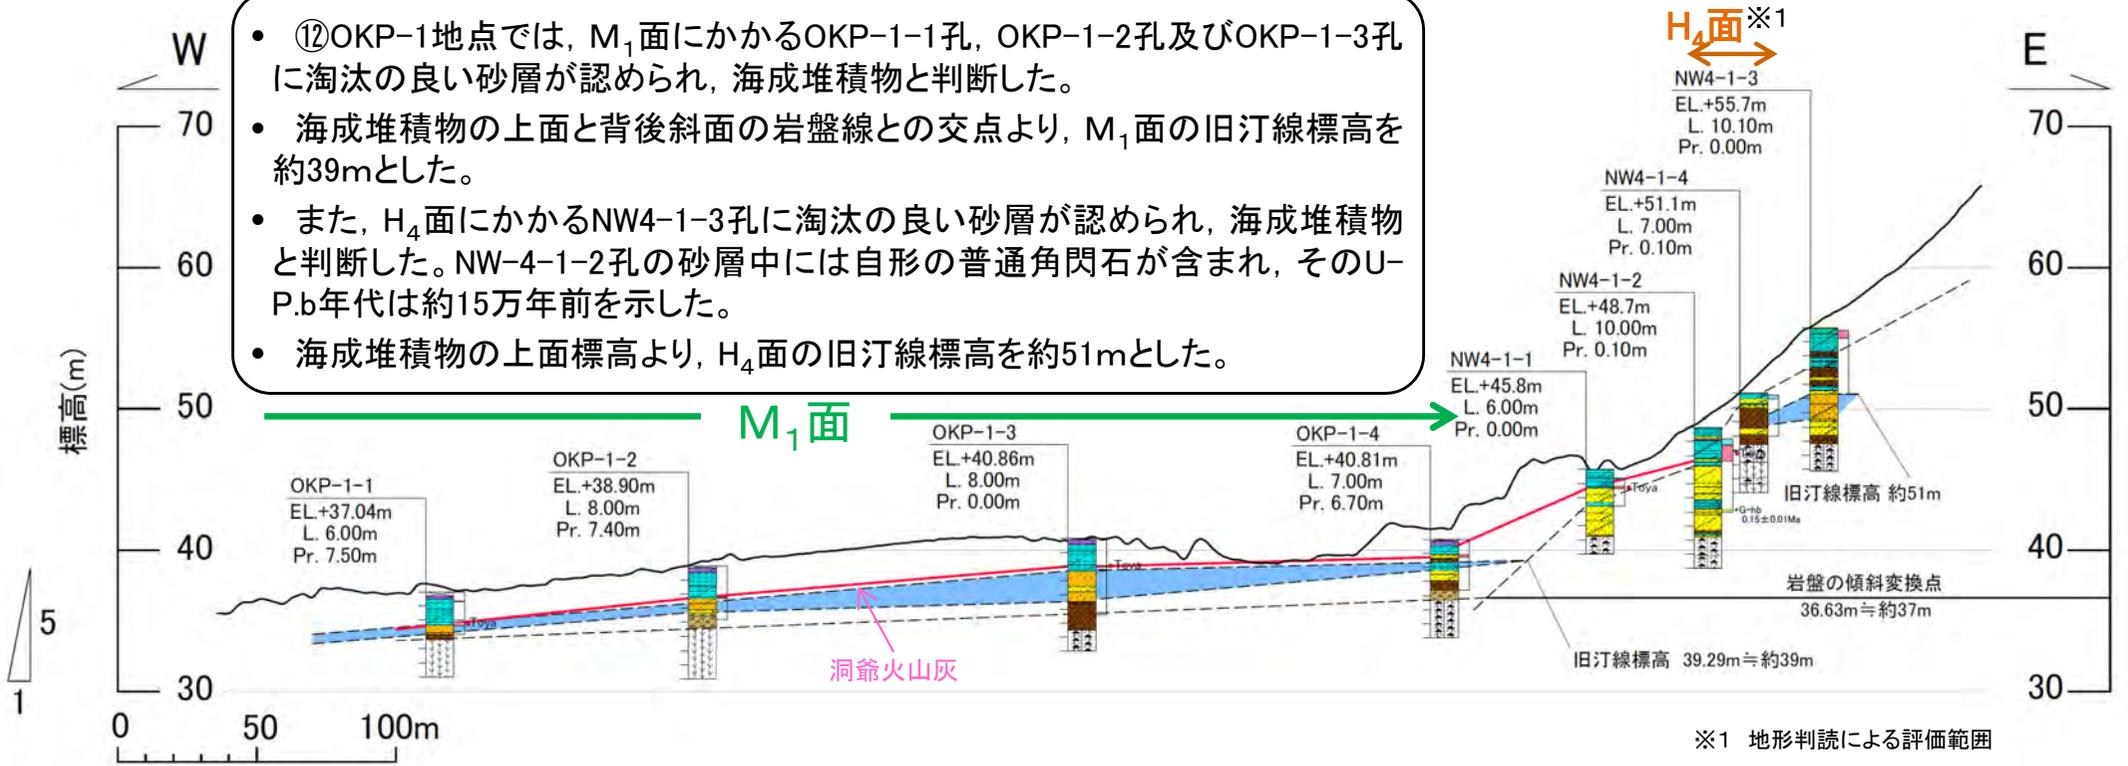 • ⑫OKP-1地点では，M₁面にかかるOKP-1-1孔，OKP-1-2孔及びOKP-1-3孔
に淘汰の良い砂層が認められ，海成堆積物と判断した。
• 海成堆積物の上面と背後斜面の岩盤線との交点より，M₁面の旧汀線標高を
約39mとした。
• また，H₄面にかかるNW4-1-3孔に淘汰の良い砂層が認められ，海成堆積物
と判断した。NW-4-1-2孔の砂層中には自形の普通角閃石が含まれ，そのU-
P.b年代は約15万年前を示した。
• 海成堆積物の上面標高より，H₄面の旧汀線標高を約51mとした。
W
E
H₄面※1
M₁面
標高(m)
70
60
50
40
30
70
60
50
40
30
5
1
0 50 100m
OKP-1-1
EL.+37.04m
L. 6.00m
Pr. 7.50m
OKP-1-2
EL.+38.90m
L. 8.00m
Pr. 7.40m
OKP-1-3
EL.+40.86m
L. 8.00m
Pr. 0.00m
OKP-1-4
EL.+40.81m
L. 7.00m
Pr. 6.70m
NW4-1-1
EL.+45.8m
L. 6.00m
Pr. 0.00m
NW4-1-2
EL.+48.7m
L. 10.00m
Pr. 0.10m
NW4-1-4
EL.+51.1m
L. 7.00m
Pr. 0.10m
NW4-1-3
EL.+55.7m
L. 10.10m
Pr. 0.00m
Toya
Toya
Toya
G-hb
0.15±0.01Ma
洞爺火山灰
旧汀線標高 約51m
岩盤の傾斜変換点
36.63m≒約37m
旧汀線標高 39.29m≒約39m
※1 地形判読による評価範囲